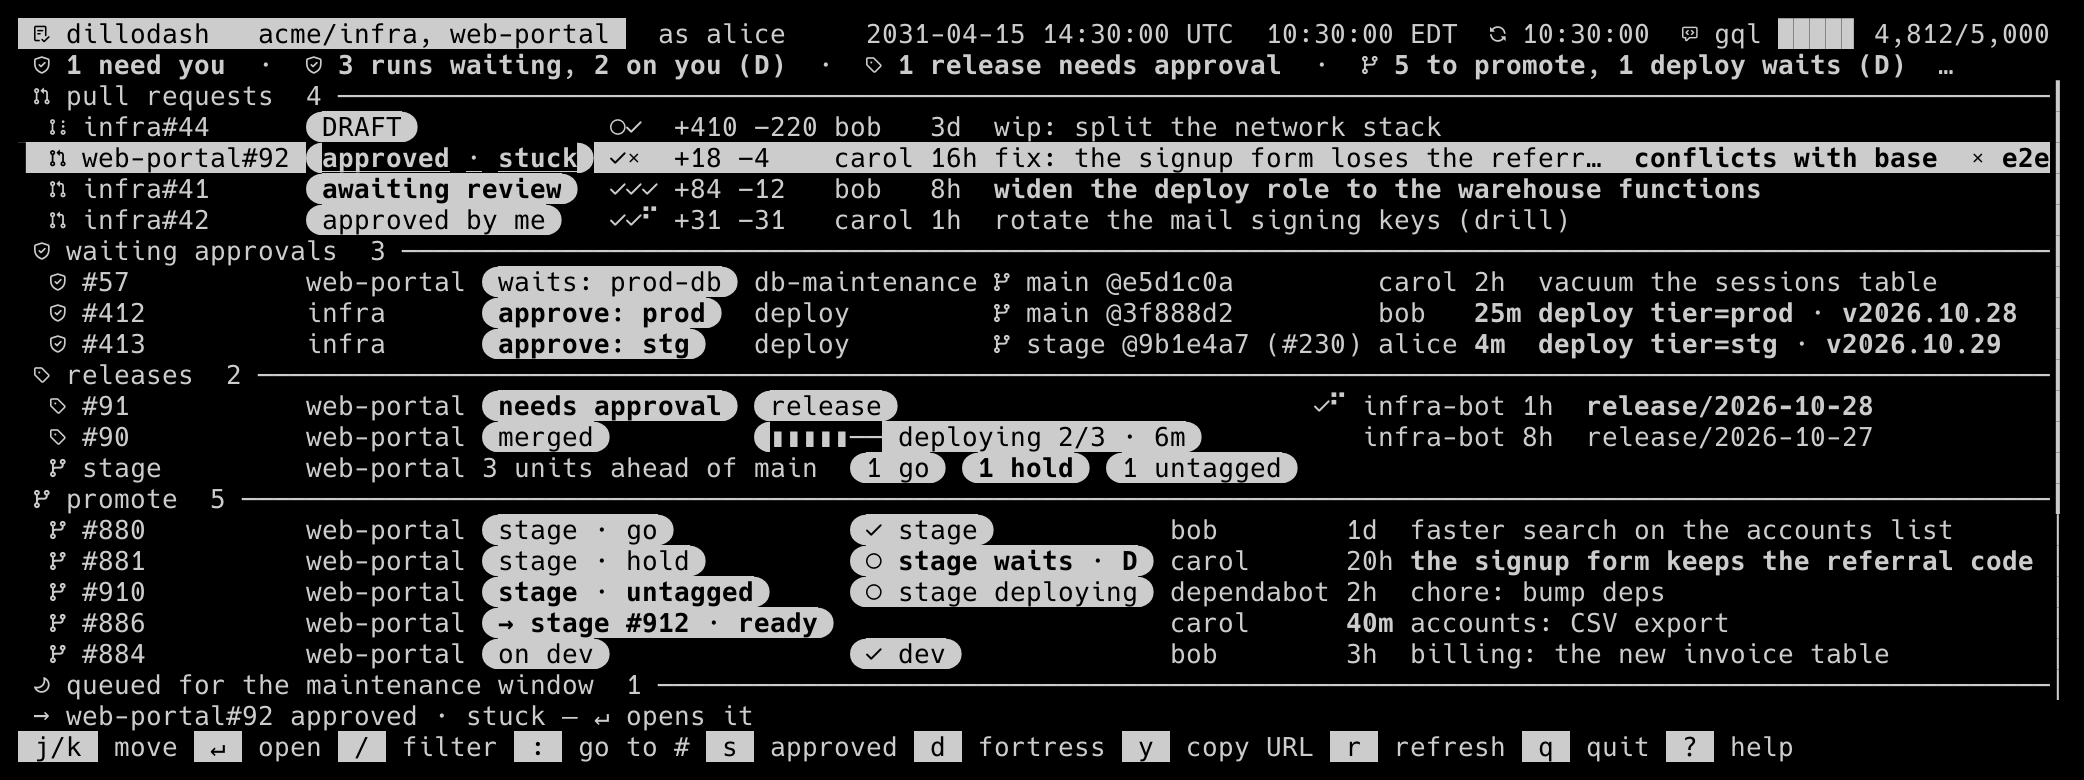 dillodash acme/infra, web-portal as alice 2031-04-15 14:30:00 UTC 10:30:00 EDT 10:30:00 gql 4,812/5,000
1 need you · 3 runs waiting, 2 on you (D) · 1 release needs approval · 5 to promote, 1 deploy waits (D) …
pull requests 4
infra#44 DRAFT ○✓ +410 −220 bob 3d wip: split the network stack
web-portal#92 approved · stuck ✓× +18 −4 carol 16h fix: the signup form loses the referr… conflicts with base × e2e
infra#41 awaiting review ✓✓✓ +84 −12 bob 8h widen the deploy role to the warehouse functions
infra#42 approved by me ✓✓ +31 −31 carol 1h rotate the mail signing keys (drill)
waiting approvals 3
#57 web-portal waits: prod-db db-maintenance main @e5d1c0a carol 2h vacuum the sessions table
#412 infra approve: prod deploy main @3f888d2 bob 25m deploy tier=prod · v2026.10.28
#413 infra approve: stg deploy stage @9b1e4a7 (#230) alice 4m deploy tier=stg · v2026.10.29
releases 2
#91 web-portal needs approval release ✓ infra-bot 1h release/2026-10-28
#90 web-portal merged deploying 2/3 · 6m infra-bot 8h release/2026-10-27
stage web-portal 3 units ahead of main 1 go 1 hold 1 untagged
promote 5
#880 web-portal stage · go ✓ stage bob 1d faster search on the accounts list
#881 web-portal stage · hold ○ stage waits · D carol 20h the signup form keeps the referral code
#910 web-portal stage · untagged ○ stage deploying dependabot 2h chore: bump deps
#886 web-portal → stage #912 · ready carol 40m accounts: CSV export
#884 web-portal on dev ✓ dev bob 3h billing: the new invoice table
queued for the maintenance window 1
→ web-portal#92 approved · stuck — ↵ opens it
j/k move ↵ open / filter : go to # s approved d fortress y copy URL r refresh q quit ? help